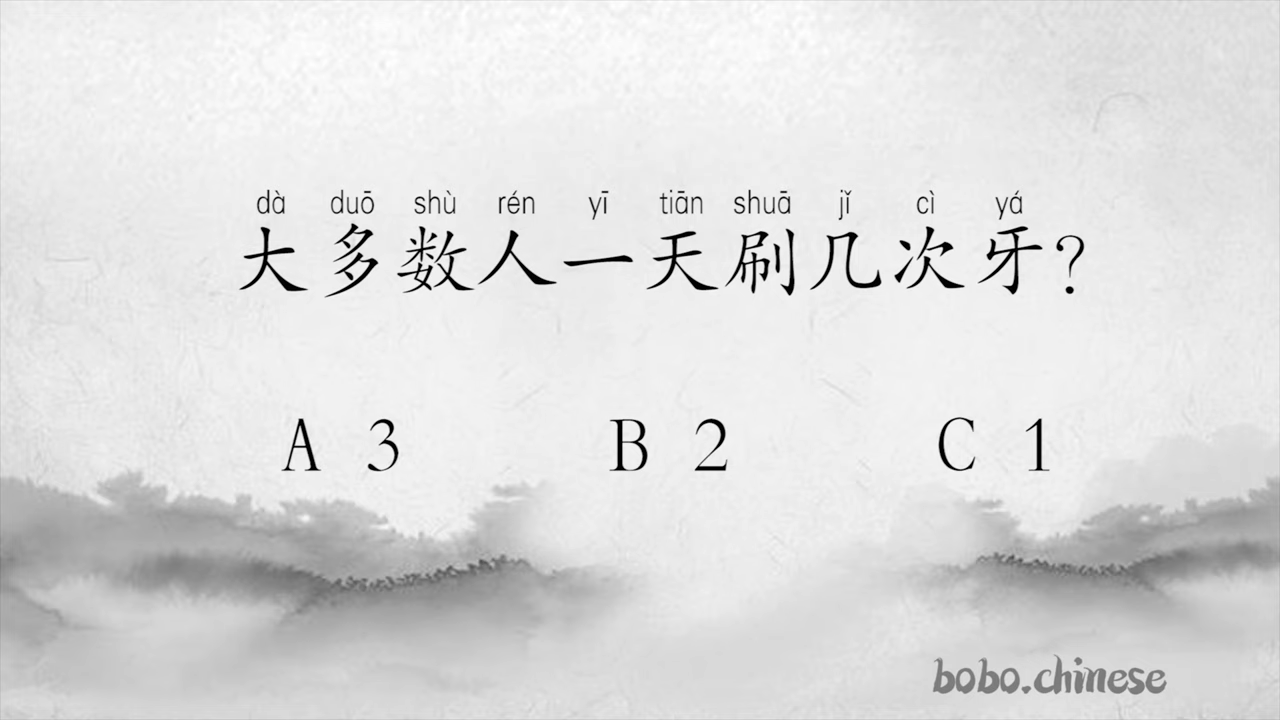 dà duō shù rén yī tiān shuā jǐ cì yá
大多数人一天刷几次牙?
A 3 B 2 C 1
bobo.chinese